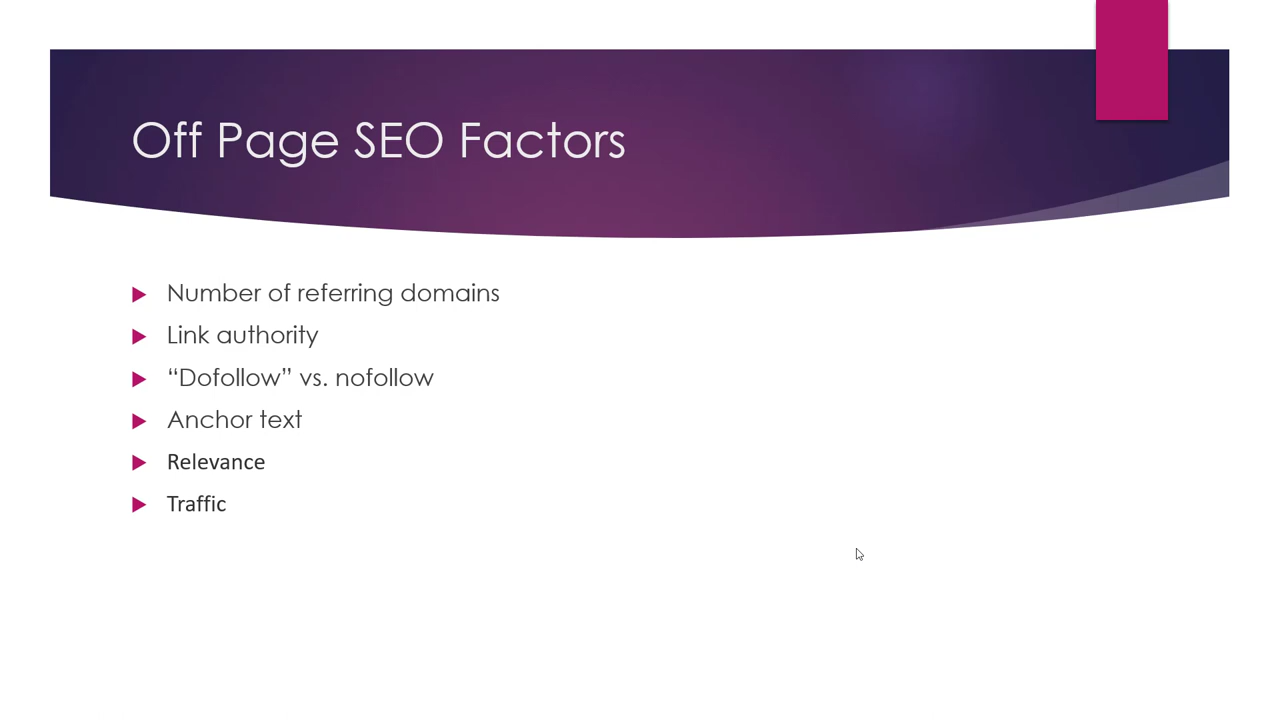 Off Page SEO Factors
Number of referring domains
Link authority
“Dofollow” vs. nofollow
Anchor text
Relevance
Traffic